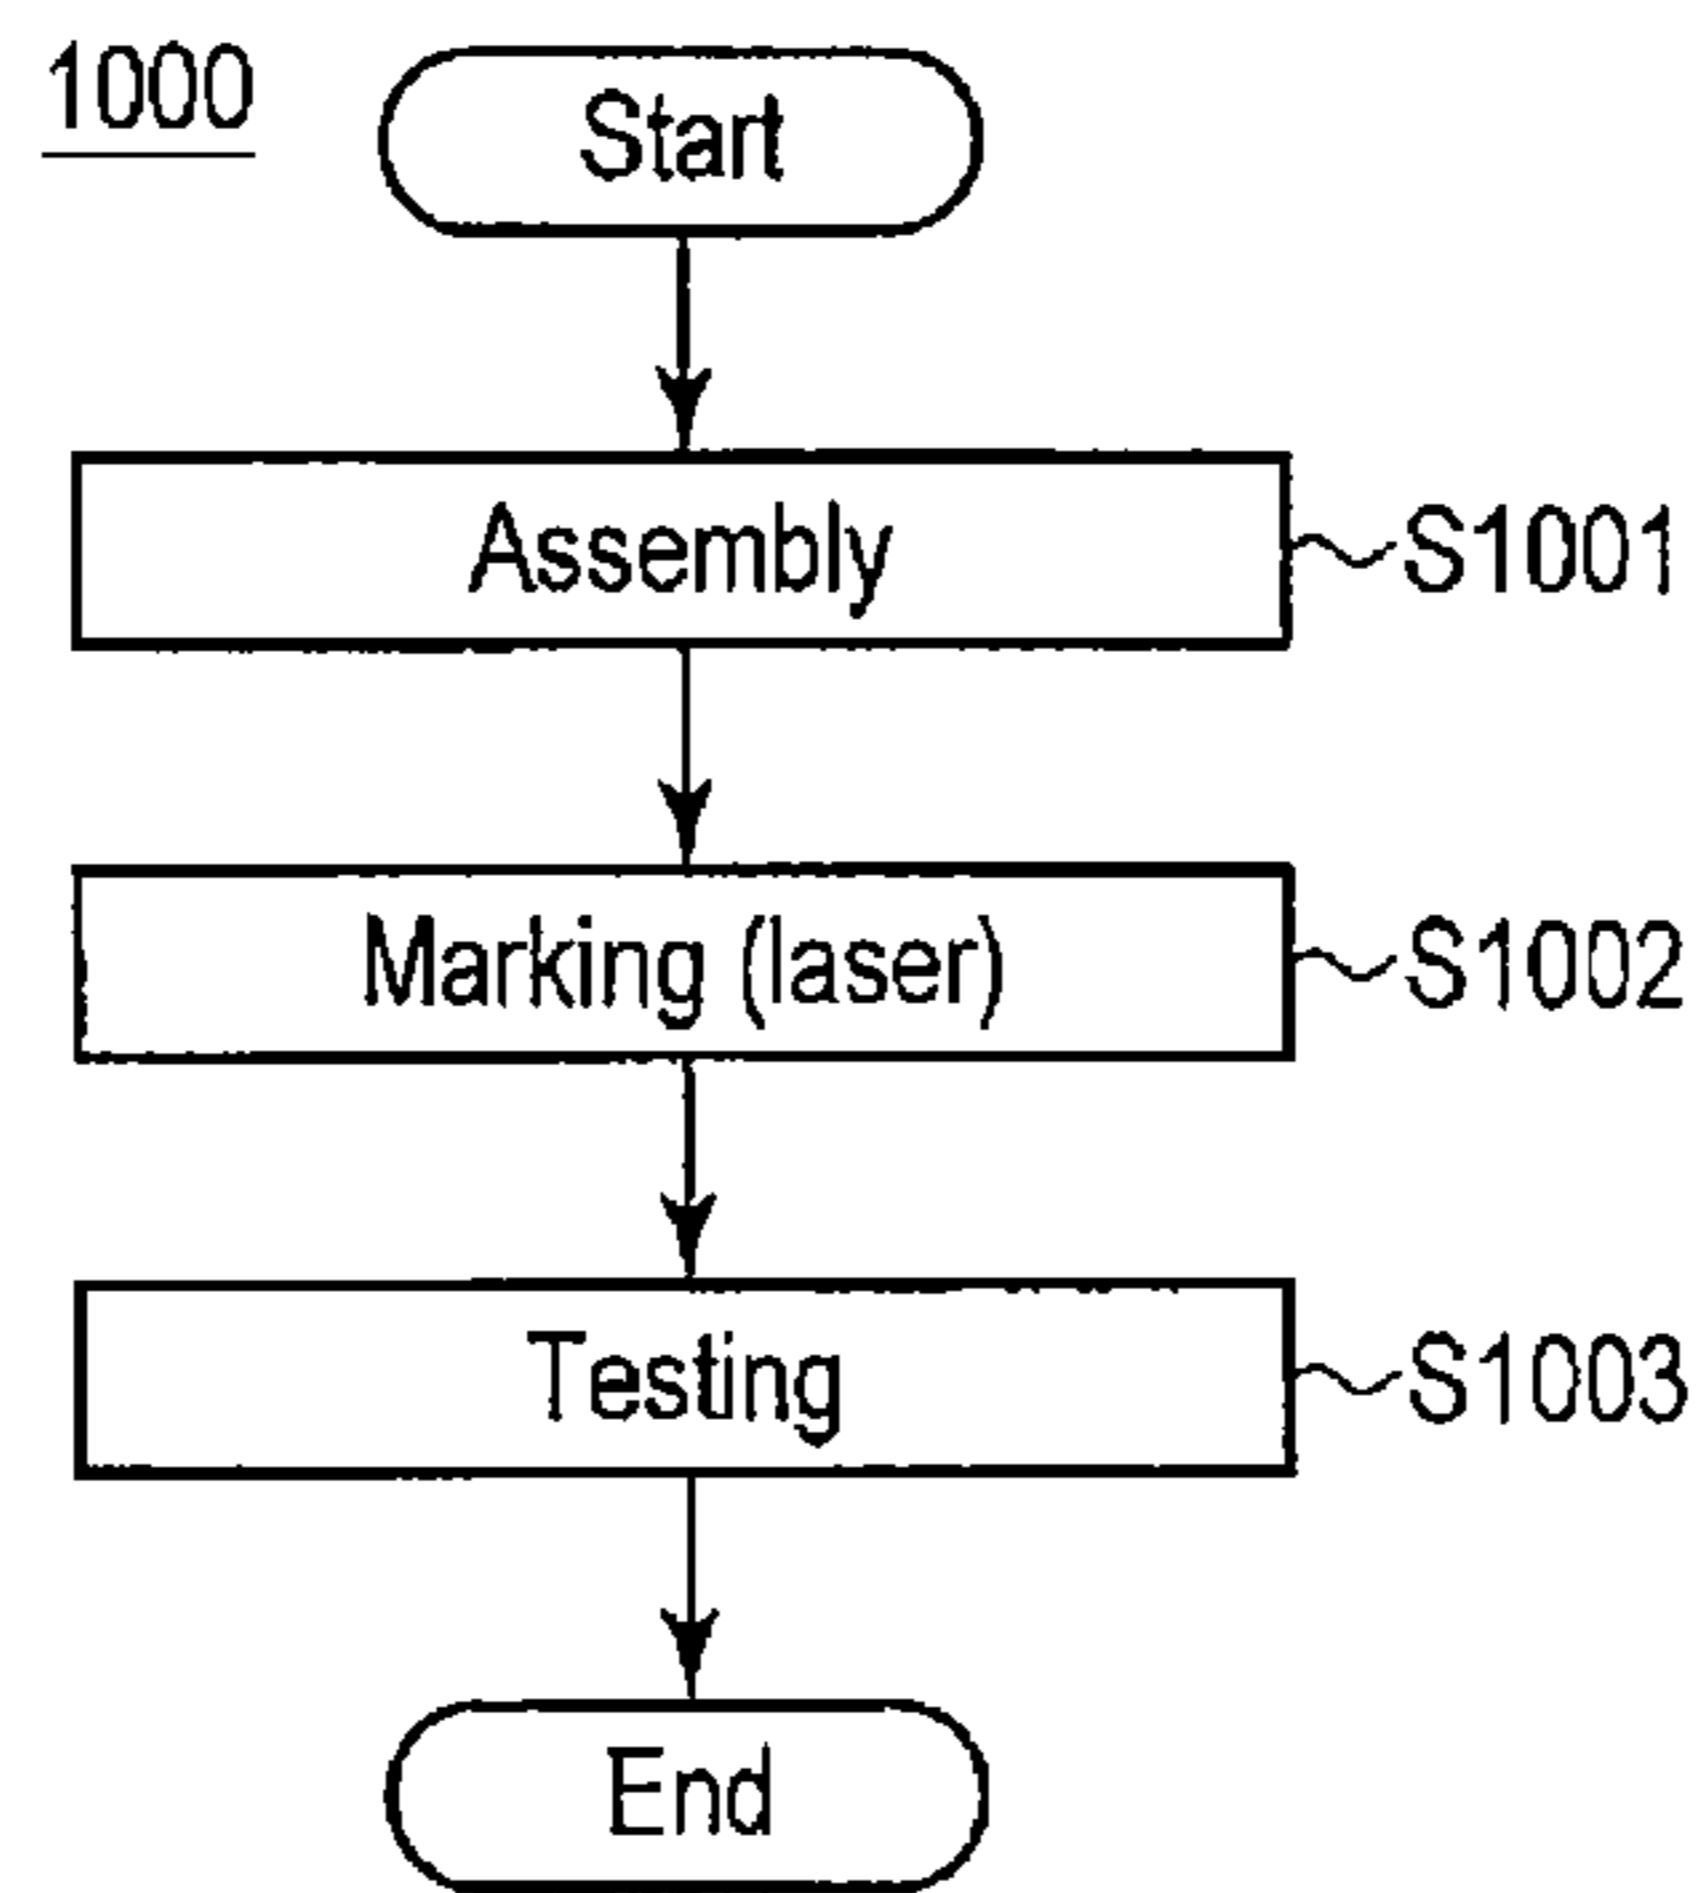 1000
Start
Assembly
S1001
Marking (laser)
S1002
Testing
S1003
End